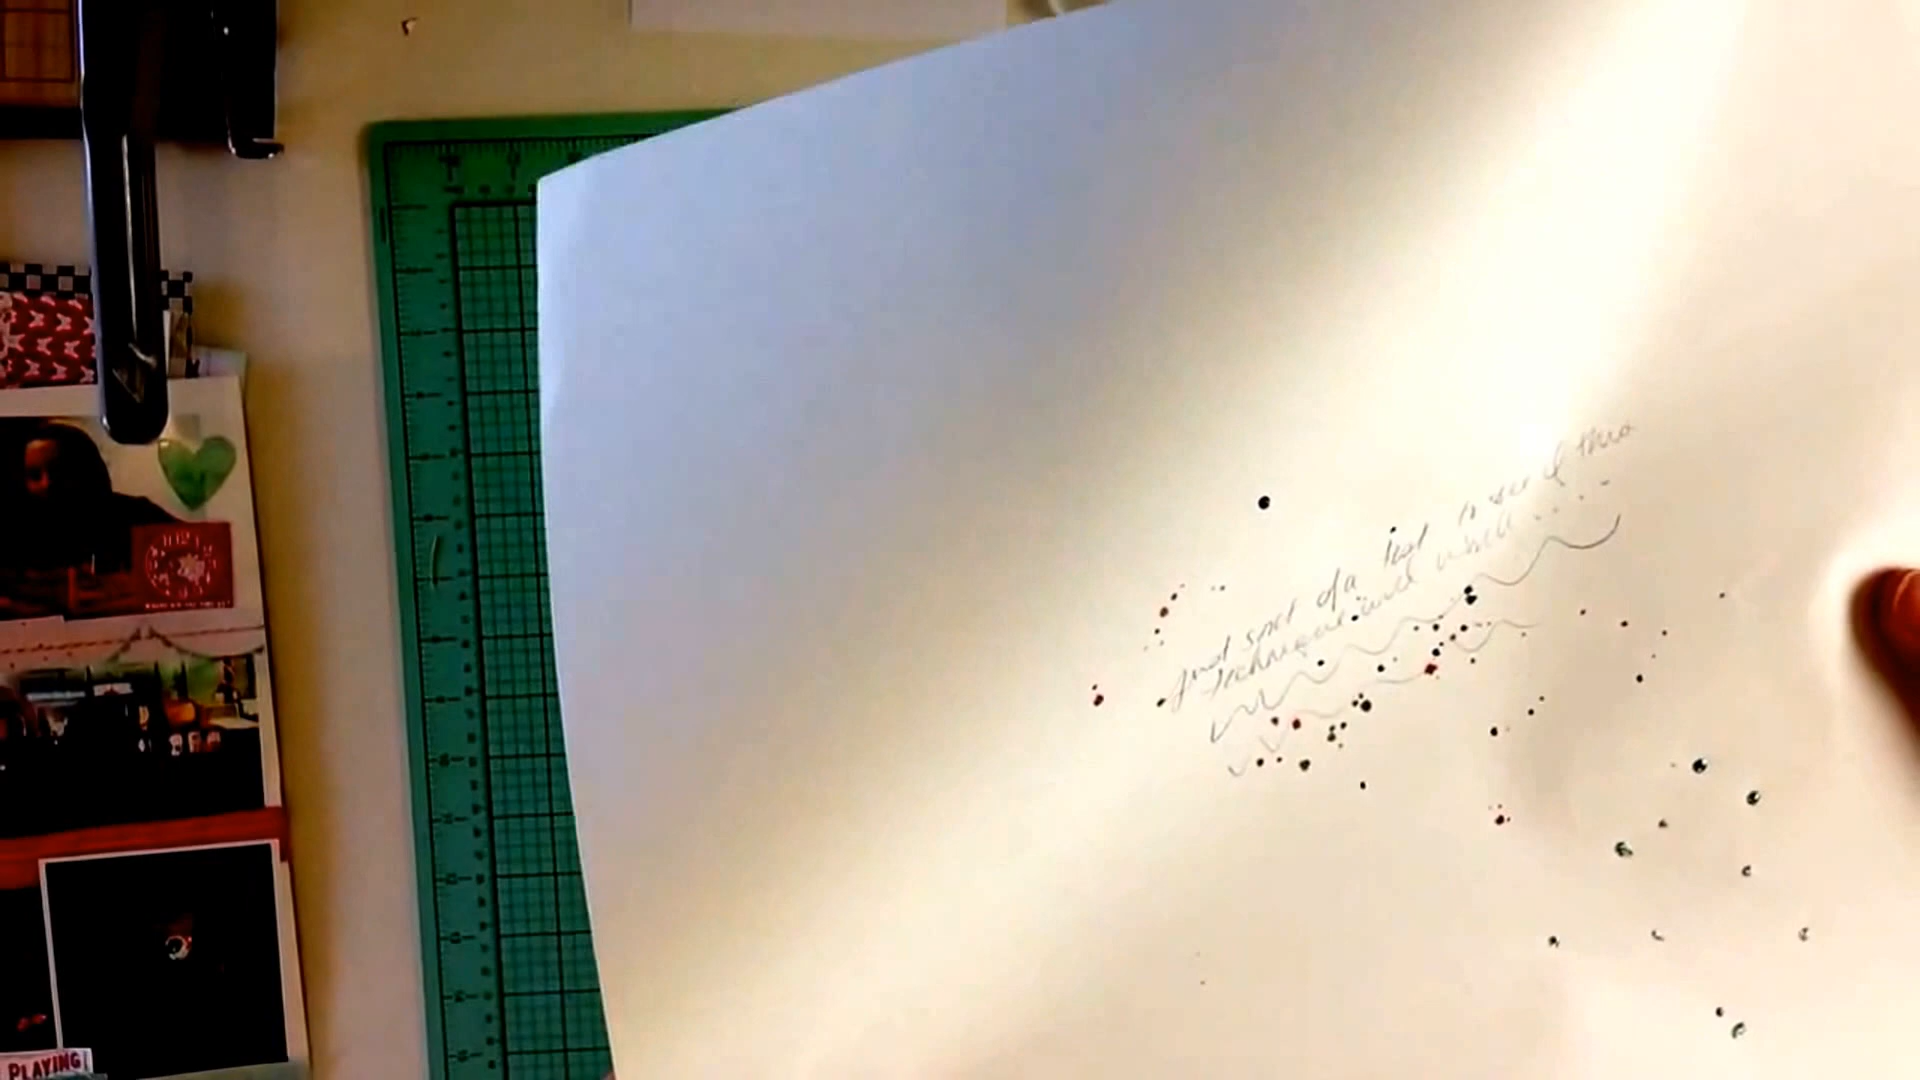 Just sort of a test to see if this
technique will work . . . . .
PLAYING